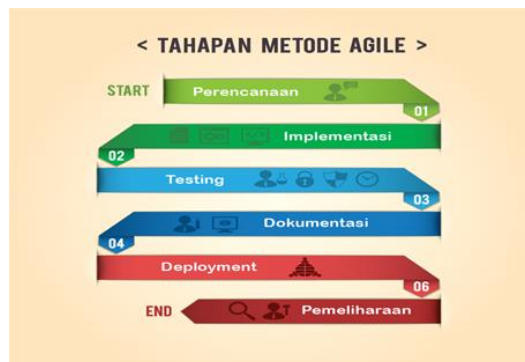 < TAHAPAN METODE AGILE >
START Perencanaan
01
Implementasi
02
Testing
03
Dokumentasi
04
Deployment
06
END Pemeliharaan